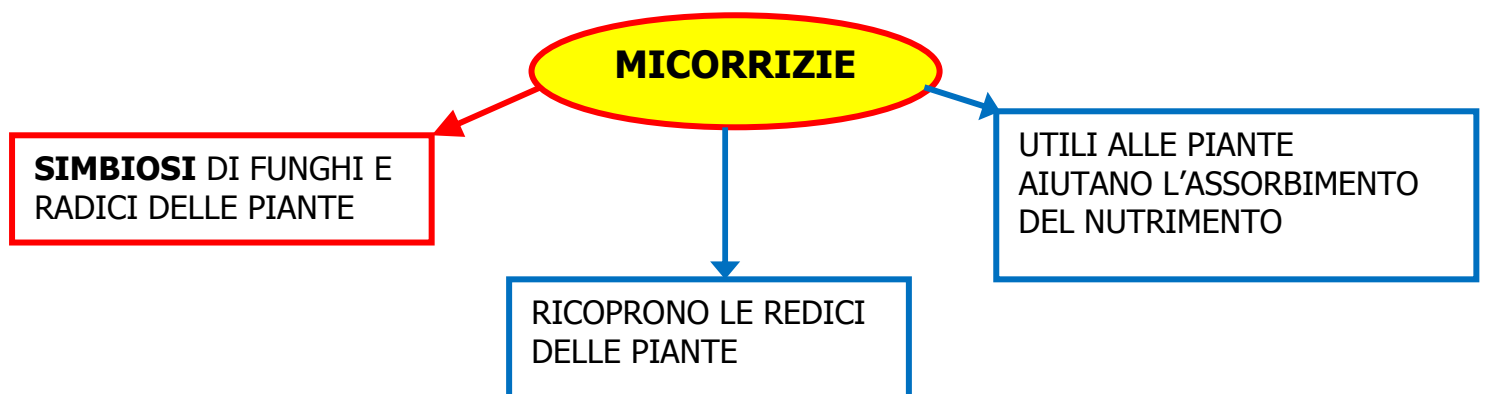 MICORRIZIE
SIMBIOSI DI FUNGHI E
RADICI DELLE PIANTE
UTILI ALLE PIANTE
AIUTANO L’ASSORBIMENTO
DEL NUTRIMENTO
RICOPRONO LE REDICI
DELLE PIANTE